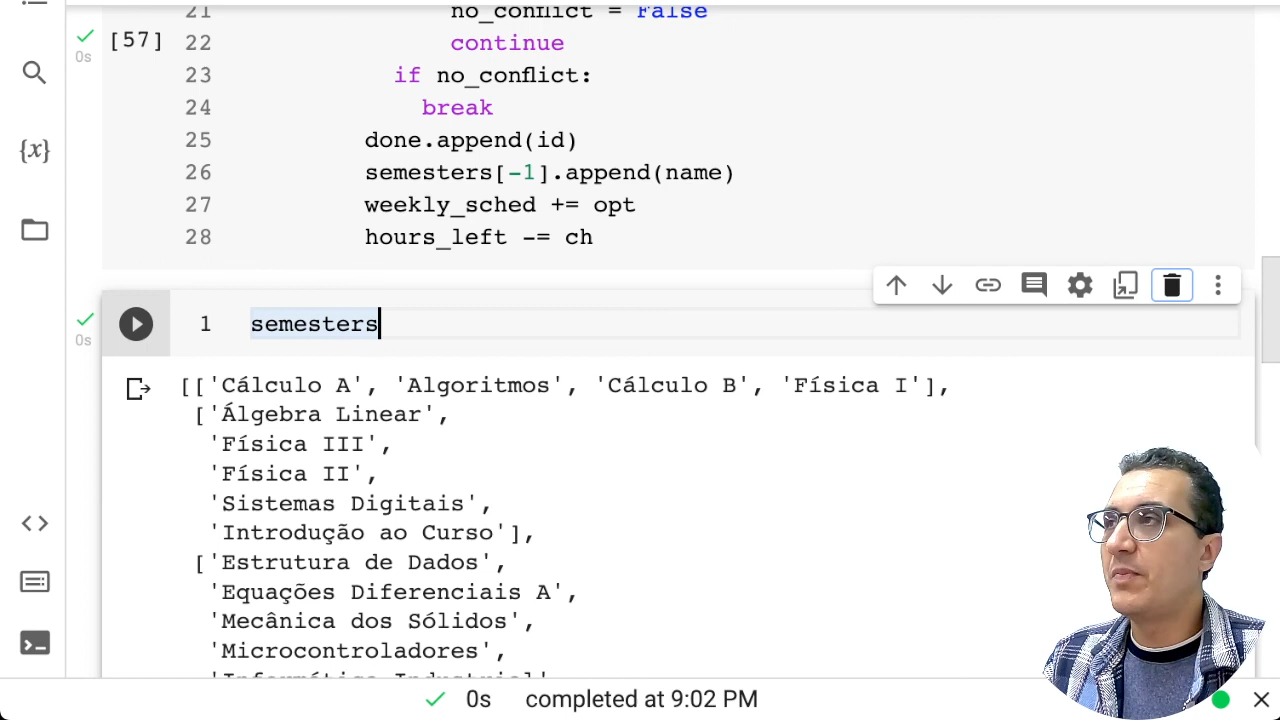 21 no_conflict = False
[57] 22 continue
0s
23 if no_conflict:
24 break
25 done.append(id)
26 semesters[-1].append(name)
27 weekly_sched += opt
28 hours_left -= ch
{x}
1 semesters
0s
[['Cálculo A', 'Algoritmos', 'Cálculo B', 'Física I'],
['Álgebra Linear',
'Física III',
'Física II',
'Sistemas Digitais',
'Introdução ao Curso'],
['Estrutura de Dados',
'Equações Diferenciais A',
'Mecânica dos Sólidos',
'Microcontroladores',
'Informática Industrial'
0s completed at 9:02 PM